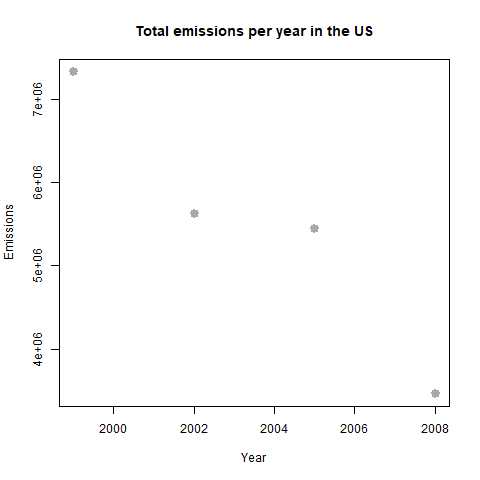 Total emissions per year in the US
Emissions
7e+06
6e+06
5e+06
4e+06
2000 2002 2004 2006 2008
Year